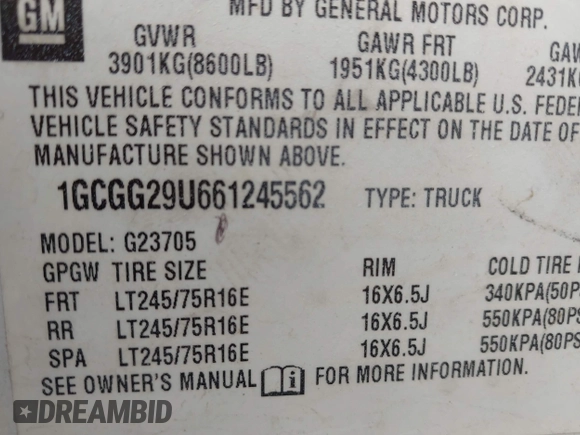 GM
MFD BY GENERAL MOTORS CORP.
GVWR GAWR FRT
3901KG(8600LB) 1951KG(4300LB) 2431K
THIS VEHICLE CONFORMS TO ALL APPLICABLE U.S.
VEHICLE SAFETY STANDARDS IN EFFECT ON THE DATE OF
MANUFACTURE SHOWN ABOVE.
1GCGG29U661245562 TYPE: TRUCK
MODEL: G23705
GPGW TIRE SIZE RIM COLD TIRE
FRT LT245/75R16E 16X6.5J 340KPA(50P
RR LT245/75R16E 16X6.5J 550KPA(80PS
SPA LT245/75R16E 16X6.5J 550KPA(80PS
SEE OWNER'S MANUAL i FOR MORE INFORMATION.
DREAMBID